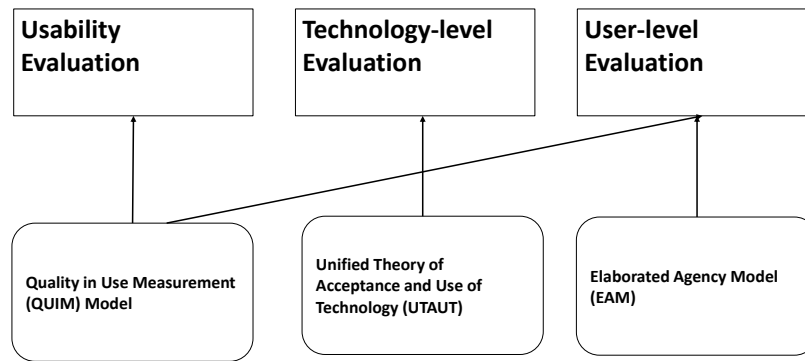 Usability
Evaluation
Technology-level
Evaluation
User-level
Evaluation
Quality in Use Measurement
(QUIM) Model
Unified Theory of
Acceptance and Use of
Technology (UTAUT)
Elaborated Agency Model
(EAM)